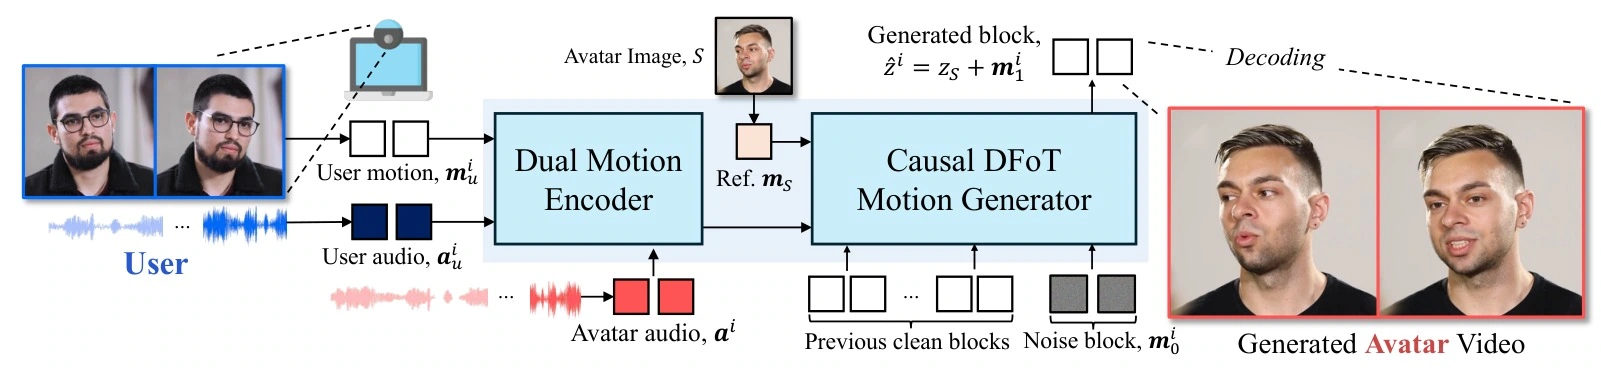 User
User motion, m_u^i
User audio, a_u^i
Avatar audio, a^i
Dual Motion
Encoder
Avatar Image, S
Ref. m_S
Causal DFoT
Motion Generator
Previous clean blocks
...
Noise block, m_0^i
Generated block,
ẑ^i = z_S + m_1^i
Decoding
Generated Avatar Video